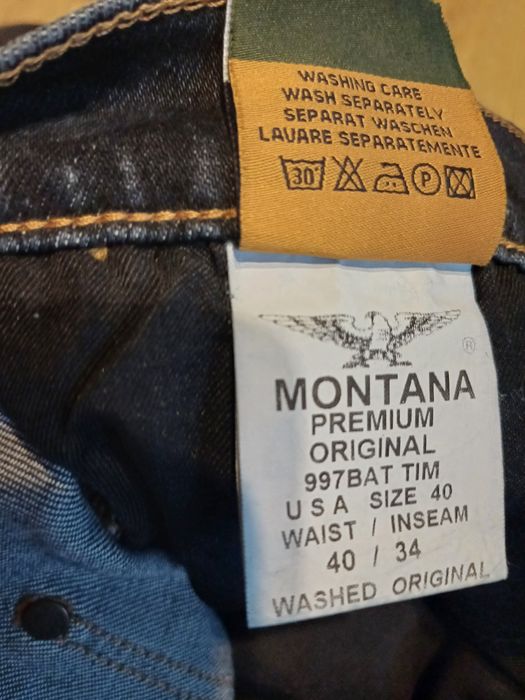 WASHING CARE
WASH SEPARATELY
SEPARAT WASCHEN
LAVARE SEPARATEMENTE
30° P
®
MONTANA
PREMIUM
ORIGINAL
997BAT TIM
USA SIZE 40
WAIST / INSEAM
40 / 34
WASHED ORIGINAL